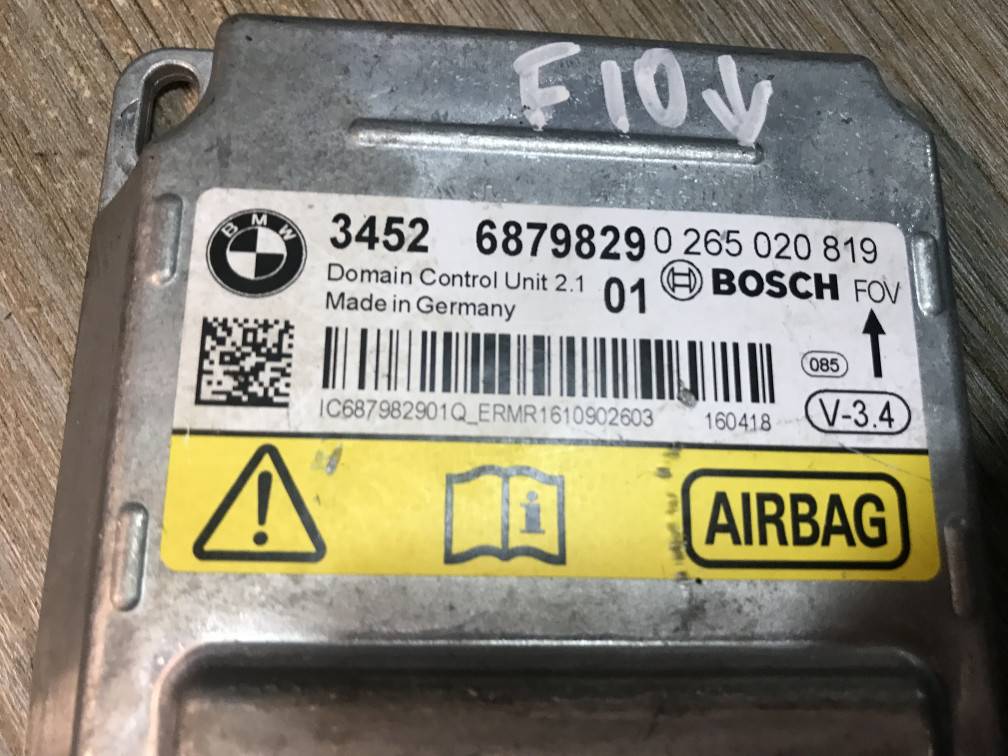 F10↓
BMW
3452 6879829 0 265 020 819
Domain Control Unit 2.1 01 BOSCH FOV
Made in Germany
085
IC687982901Q_ERMR1610902603 160418 V-3.4
i
AIRBAG